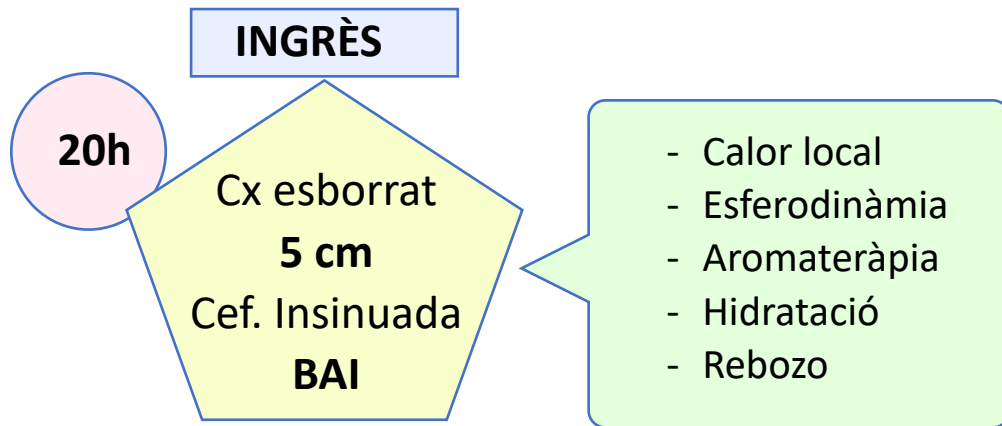 INGRÈS
20h
Cx esborrat
5 cm
Cef. Insinuada
BAI
- Calor local
- Esferodinàmia
- Aromateràpia
- Hidratació
- Rebozo